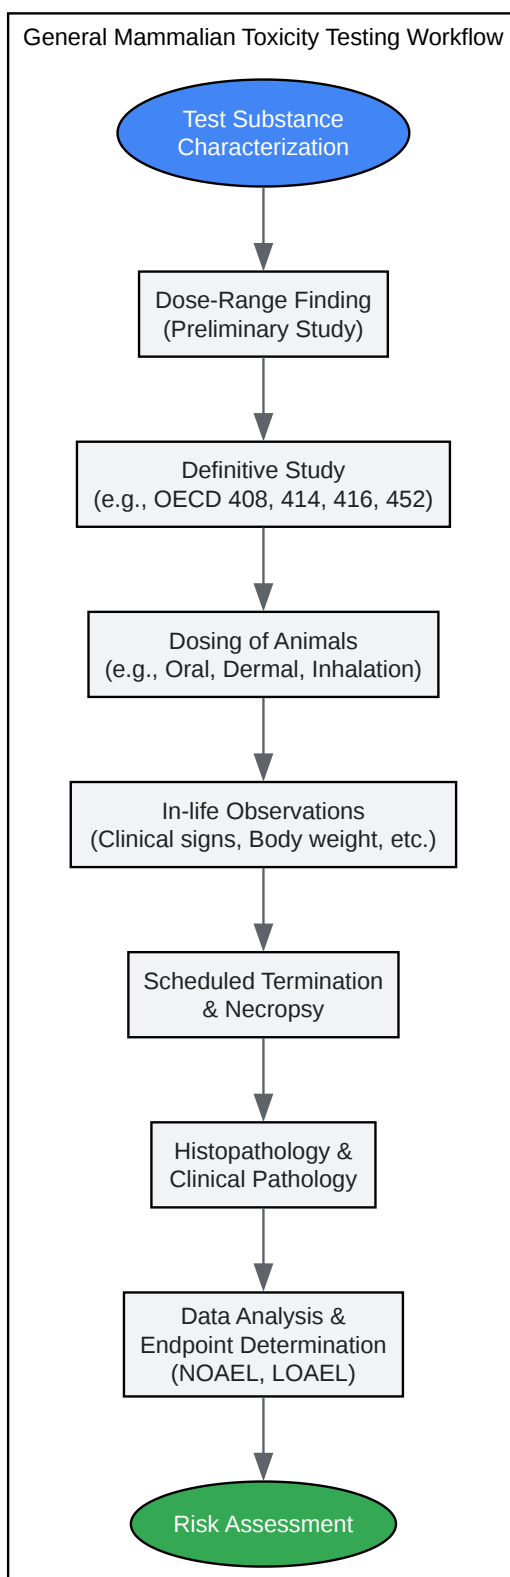 General Mammalian Toxicity Testing Workflow
Test Substance
Characterization
Dose-Range Finding
(Preliminary Study)
Definitive Study
(e.g., OECD 408, 414, 416, 452)
Dosing of Animals
(e.g., Oral, Dermal, Inhalation)
In-life Observations
(Clinical signs, Body weight, etc.)
Scheduled Termination
& Necropsy
Histopathology &
Clinical Pathology
Data Analysis &
Endpoint Determination
(NOAEL, LOAEL)
Risk Assessment